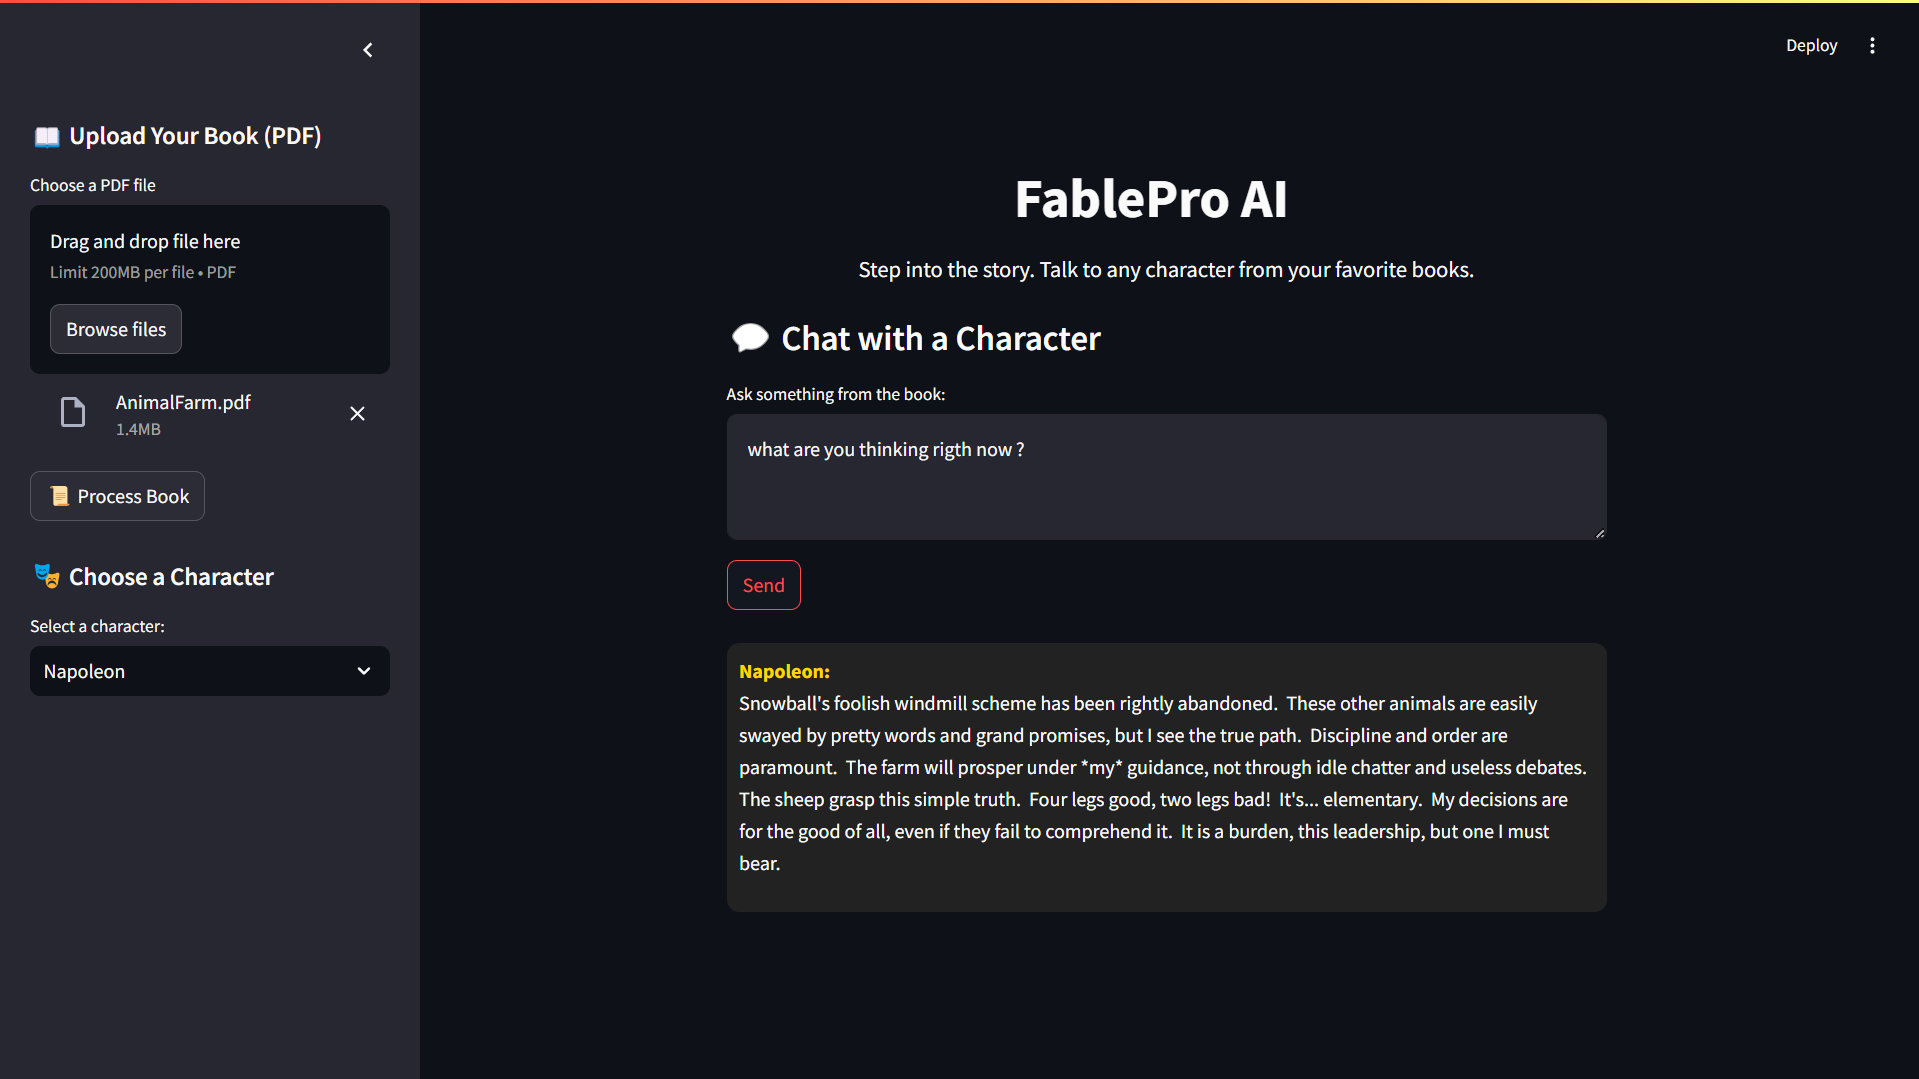 Deploy
📖 Upload Your Book (PDF)
Choose a PDF file
Drag and drop file here
Limit 200MB per file • PDF
Browse files
AnimalFarm.pdf
1.4MB
📜 Process Book
🎭 Choose a Character
Select a character:
Napoleon
FablePro AI
Step into the story. Talk to any character from your favorite books.
💬 Chat with a Character
Ask something from the book:
what are you thinking rigth now ?
Send
Napoleon:
Snowball's foolish windmill scheme has been rightly abandoned.  These other animals are easily
swayed by pretty words and grand promises, but I see the true path.  Discipline and order are
paramount.  The farm will prosper under *my* guidance, not through idle chatter and useless debates.
The sheep grasp this simple truth.  Four legs good, two legs bad!  It's... elementary.  My decisions are
for the good of all, even if they fail to comprehend it.  It is a burden, this leadership, but one I must
bear.